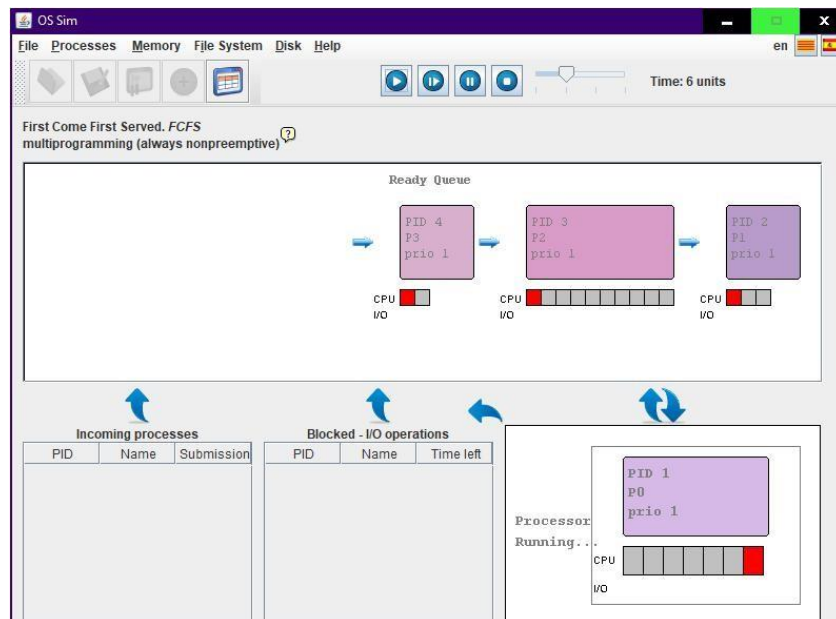 OS Sim
File Processes Memory File System Disk Help en
Time: 6 units
First Come First Served. FCFS
multiprogramming (always nonpreemptive)
Ready Queue
PID 4
P3
prio 1
CPU
I/O
PID 3
P2
prio 1
CPU
I/O
PID 2
P1
prio 1
CPU
I/O
Incoming processes
PID Name Submission
Blocked - I/O operations
PID Name Time left
Processor
Running...
PID 1
P0
prio 1
CPU
I/O